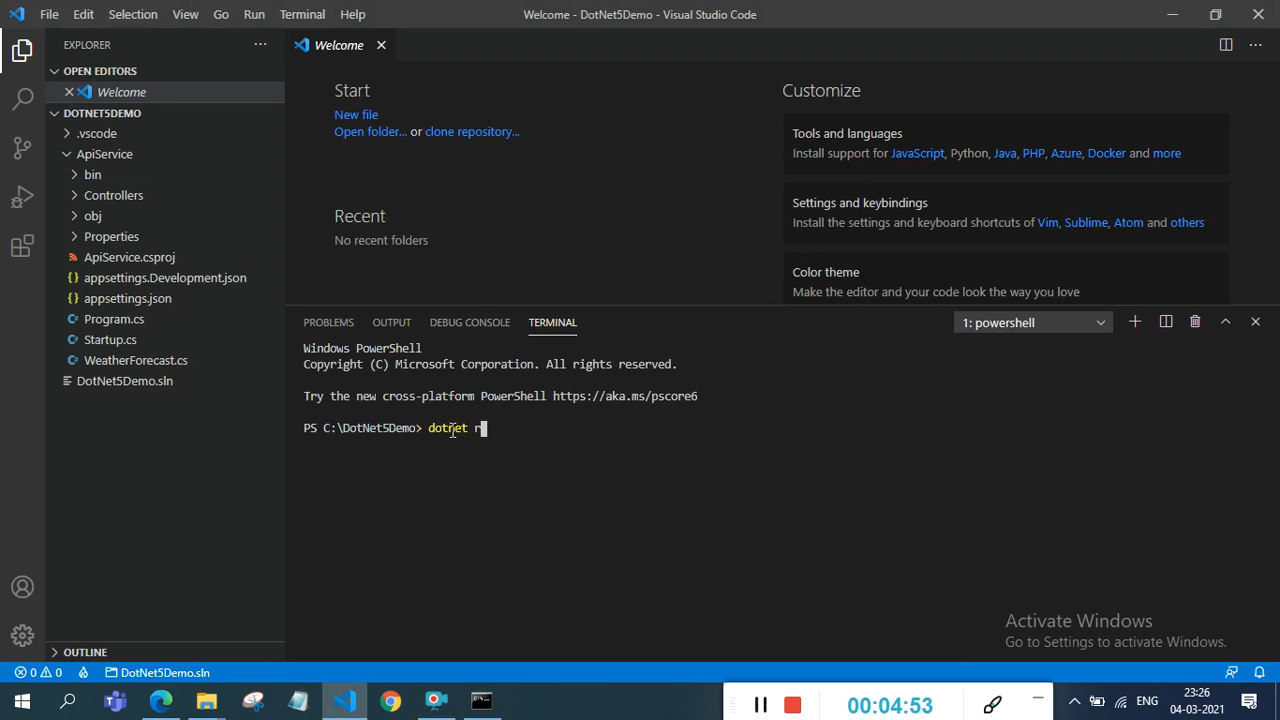 File Edit Selection View Go Run Terminal Help
Welcome - DotNet5Demo - Visual Studio Code
EXPLORER
OPEN EDITORS
Welcome
DOTNET5DEMO
.vscode
ApiService
bin
Controllers
obj
Properties
ApiService.csproj
appsettings.Development.json
appsettings.json
Program.cs
Startup.cs
WeatherForecast.cs
DotNet5Demo.sln
OUTLINE
Welcome
Start
New file
Open folder... or clone repository...
Recent
No recent folders
Customize
Tools and languages
Install support for JavaScript, Python, Java, PHP, Azure, Docker and more
Settings and keybindings
Install the settings and keyboard shortcuts of Vim, Sublime, Atom and others
Color theme
Make the editor and your code look the way you love
PROBLEMS OUTPUT DEBUG CONSOLE TERMINAL
1: powershell
Windows PowerShell
Copyright (C) Microsoft Corporation. All rights reserved.
Try the new cross-platform PowerShell https://aka.ms/pscore6
PS C:\DotNet5Demo> dotnet r
Activate Windows
Go to Settings to activate Windows.
0 0 DotNet5Demo.sln
00:04:53
ENG
23:26
04-03-2021